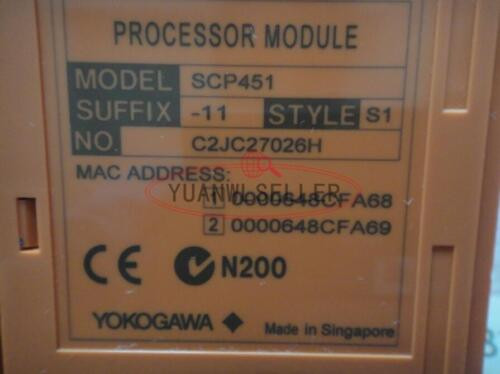 PROCESSOR MODULE
MODEL SCP451
SUFFIX -11 STYLE S1
NO. C2JC27026H
MAC ADDRESS:
YUANWL SELLER
1 0000648CFA68
2 0000648CFA69
CE N200
YOKOGAWA Made in Singapore